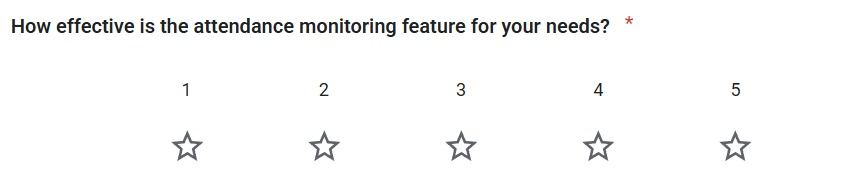 How effective is the attendance monitoring feature for your needs? *
1 2 3 4 5